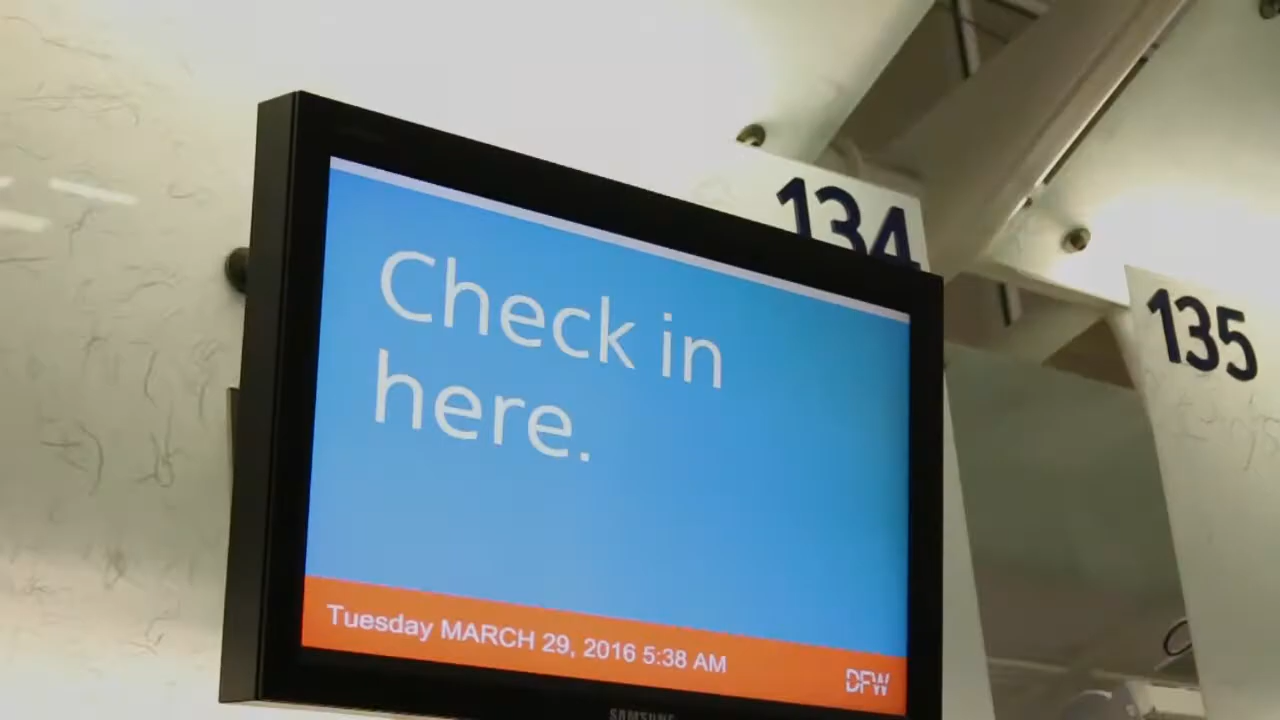 134
135
Check in
here.
Tuesday MARCH 29, 2016 5:38 AM
DFW
SAMSUNG